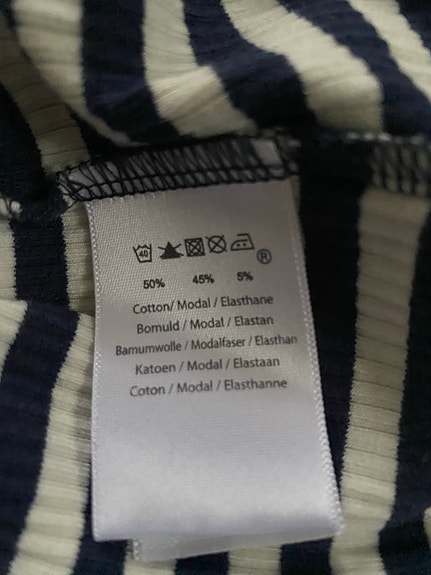 40
®
50% 45% 5%
Cotton/ Modal / Elasthane
Bomuld / Modal / Elastan
Bamumwolle / Modalfaser / Elasthan
Katoen / Modal / Elastaan
Coton / Modal / Elasthanne